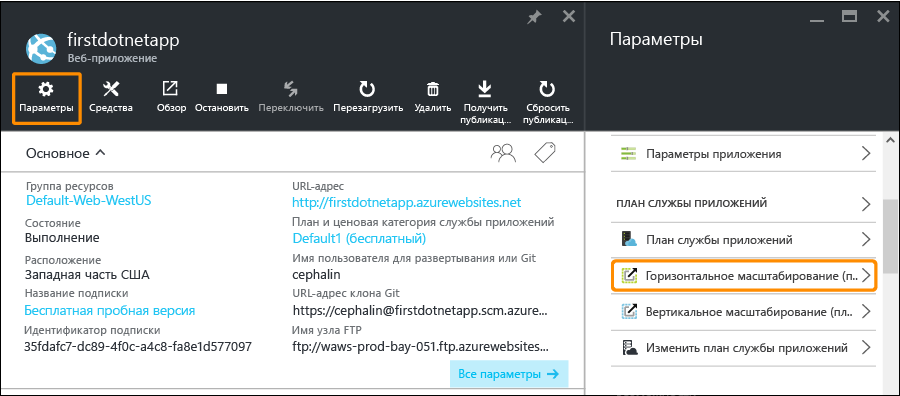 firstdotnetapp
Веб-приложение
Параметры
Средства
Обзор
Остановить
Переключить
Перезагрузить
Удалить
Получить
публикац...
Сбросить
публикац...
Основное
Группа ресурсов
Default-Web-WestUS
Состояние
Выполнение
Расположение
Западная часть США
Название подписки
Бесплатная пробная версия
Идентификатор подписки
35fdafc7-dc89-4f0c-a4c8-fa8e1d577097
URL-адрес
http://firstdotnetapp.azurewebsites.net
План и ценовая категория службы приложений
Default1 (бесплатный)
Имя пользователя для развертывания или Git
cephalin
URL-адрес клона Git
https://cephalin@firstdotnetapp.scm.azure...
Имя узла FTP
ftp://waws-prod-bay-051.ftp.azurewebsites...
Все параметры
Параметры
Параметры приложения
ПЛАН СЛУЖБЫ ПРИЛОЖЕНИЙ
План службы приложений
Горизонтальное масштабирование (п..
Вертикальное масштабирование (пл..
Изменить план службы приложений